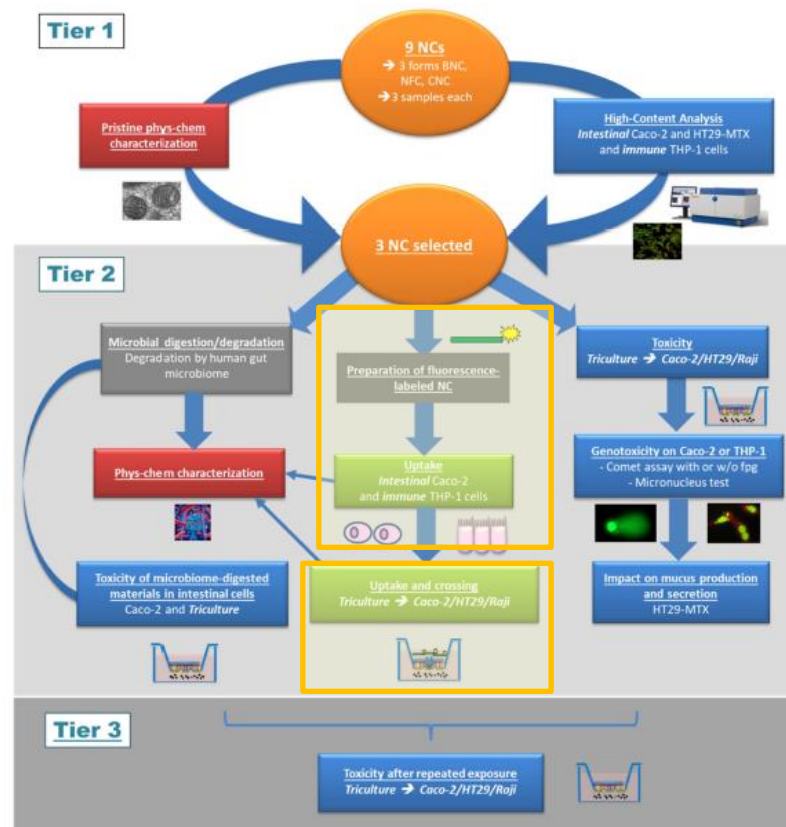 Tier 1
9 NCs
➔ 3 forms BNC,
NFC, CNC
➔3 samples each
Pristine phys-chem
characterization
High-Content Analysis
Intestinal Caco-2 and HT29-MTX
and immune THP-1 cells
3 NC selected
Tier 2
Microbial digestion/degradation
Degradation by human gut
microbiome
Preparation of fluorescence-
labeled NC
Toxicity
Triculture ➔ Caco-2/HT29/Raji
Phys-chem characterization
Uptake
Intestinal Caco-2
and immune THP-1 cells
Genotoxicity on Caco-2 or THP-1
- Comet assay with or w/o fpg
- Micronucleus test
Toxicity of microbiome-digested
materials in intestinal cells
Caco-2 and Triculture
Uptake and crossing
Triculture ➔ Caco-2/HT29/Raji
Impact on mucus production
and secretion
HT29-MTX
Tier 3
Toxicity after repeated exposure
Triculture ➔ Caco-2/HT29/Raji